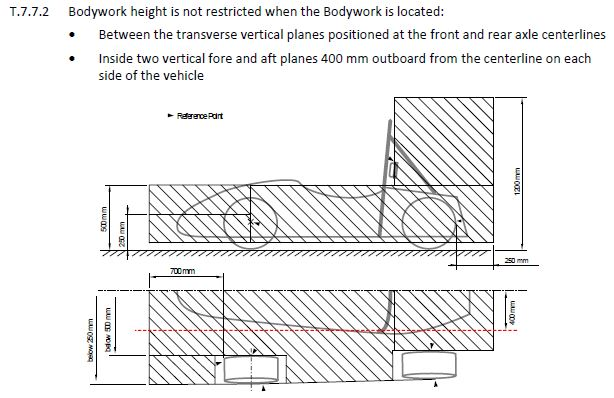 T.7.7.2 Bodywork height is not restricted when the Bodywork is located:
• Between the transverse vertical planes positioned at the front and rear axle centerlines
• Inside two vertical fore and aft planes 400 mm outboard from the centerline on each
side of the vehicle
Reference Point
500 mm
250 mm
1200 mm
250 mm
700 mm
below 250 mm
below 500 mm
400 mm